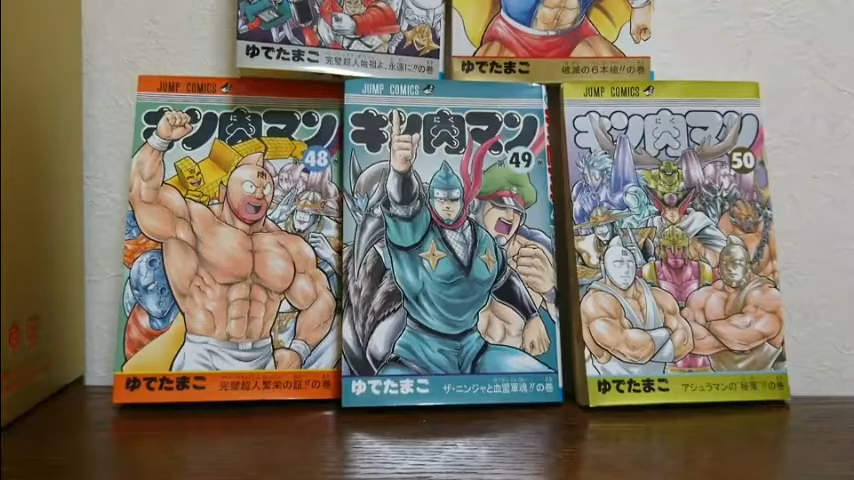 ゆでたまご 完璧超人始祖よ、永遠に!!の巻
ゆでたまご 破滅の6本槍!!の巻
JUMP COMICS
キン肉マン
48
ゆでたまご 完璧超人繁栄の証!!の巻
JUMP COMICS
キン肉マン
49
ゆでたまご ザ・ニンジャと血盟軍魂!!の巻
JUMP COMICS
キン肉マン
50
ゆでたまご アシュラマンの